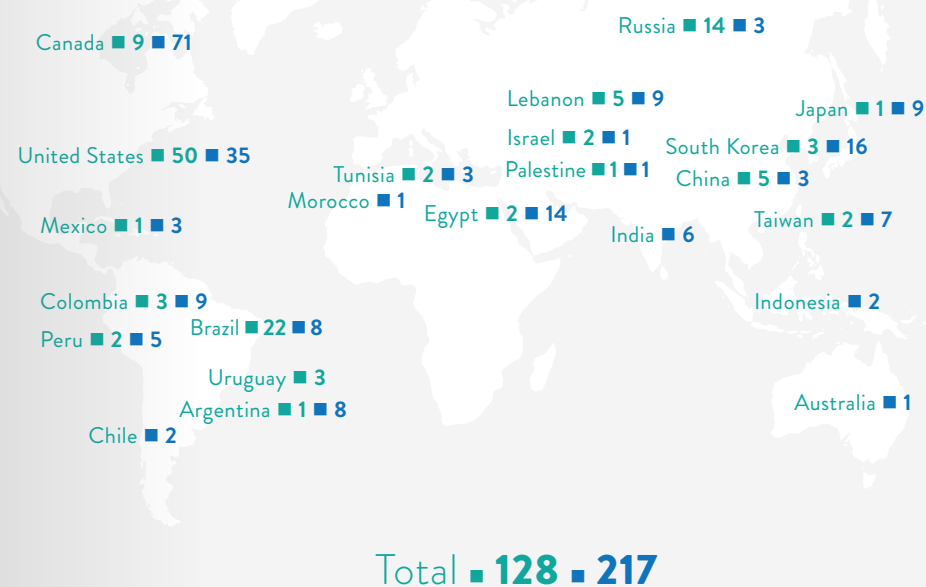 Russia ■ 14 ■ 3
Canada ■ 9 ■ 71
Lebanon ■ 5 ■ 9
Japan ■ 1 ■ 9
Israel ■ 2 ■ 1
South Korea ■ 3 ■ 16
United States ■ 50 ■ 35
Tunisia ■ 2 ■ 3
Palestine ■ 1 ■ 1
China ■ 5 ■ 3
Morocco ■ 1
Egypt ■ 2 ■ 14
Taiwan ■ 2 ■ 7
Mexico ■ 1 ■ 3
India ■ 6
Colombia ■ 3 ■ 9
Indonesia ■ 2
Brazil ■ 22 ■ 8
Peru ■ 2 ■ 5
Uruguay ■ 3
Australia ■ 1
Argentina ■ 1 ■ 8
Chile ■ 2
Total ■ 128 ■ 217